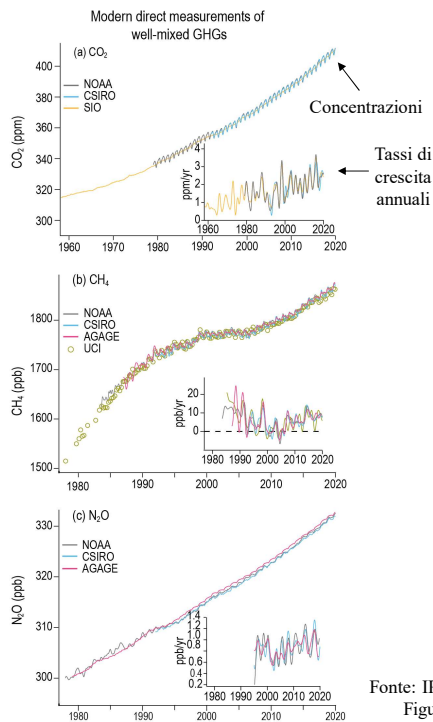 Modern direct measurements of
well-mixed GHGs
(a) CO₂
NOAA
CSIRO
SIO
CO₂ (ppm)
400
380
360
340
320
300
1960
1970
1980
1990
2000
2010
2020
ppm/yr
4
3
2
1
0
1960
1980
2000
2020
Concentrazioni
Tassi di
crescita
annuali
(b) CH₄
NOAA
CSIRO
AGAGE
UCI
CH₄ (ppb)
1800
1700
1600
1500
1980
1990
2000
2010
2020
ppb/yr
20
10
0
1980
1990
2000
2010
2020
(c) N₂O
NOAA
CSIRO
AGAGE
N₂O (ppb)
330
320
310
300
1980
1990
2000
2010
2020
ppb/yr
1.4
1.2
1.0
0.8
0.6
0.4
0.2
1980
1990
2000
2010
2020
Fonte:
Figu